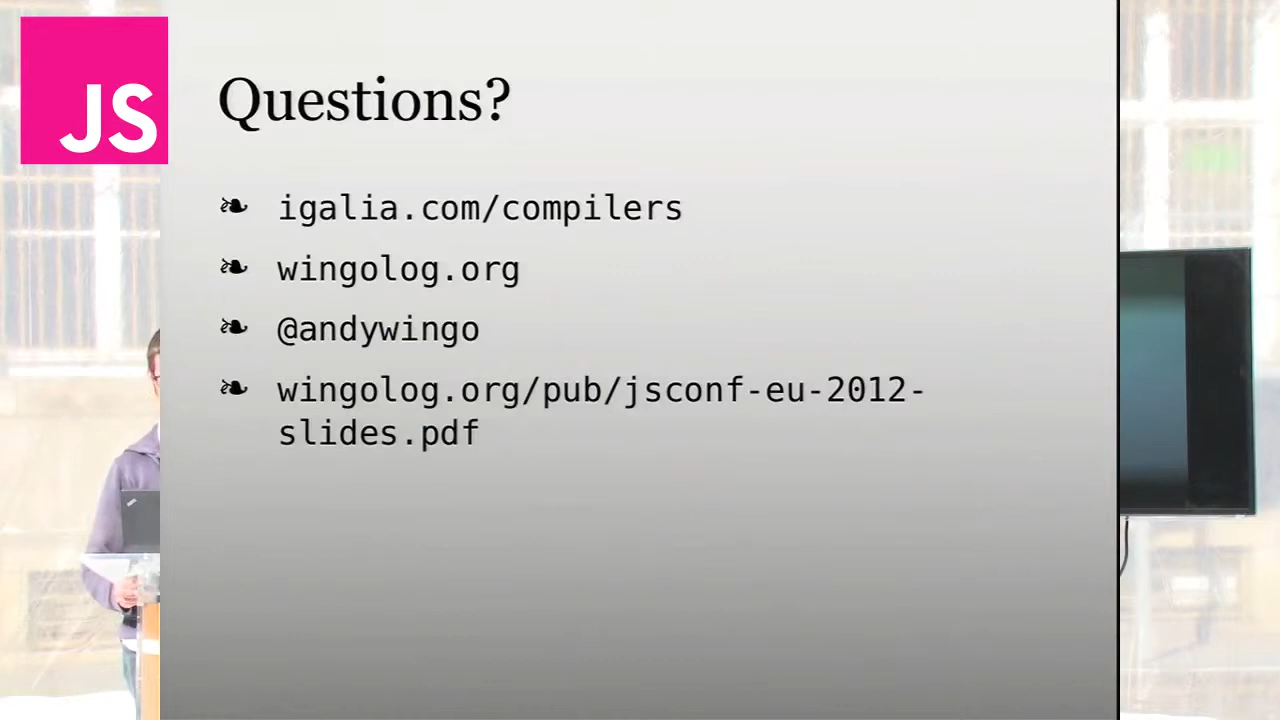 JS
Questions?
❧ igalia.com/compilers
❧ wingolog.org
❧ @andywingo
❧ wingolog.org/pub/jsconf-eu-2012-
slides.pdf